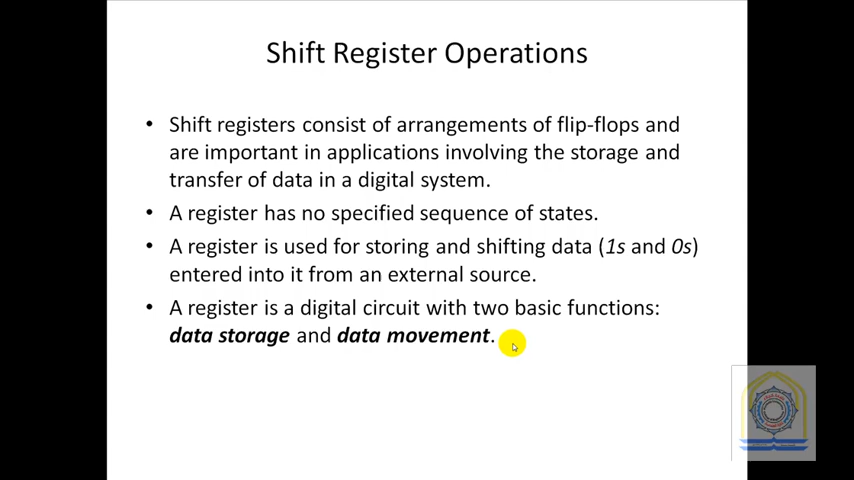 Shift Register Operations
• Shift registers consist of arrangements of flip-flops and
are important in applications involving the storage and
transfer of data in a digital system.
• A register has no specified sequence of states.
• A register is used for storing and shifting data (1s and 0s)
entered into it from an external source.
• A register is a digital circuit with two basic functions:
data storage and data movement.